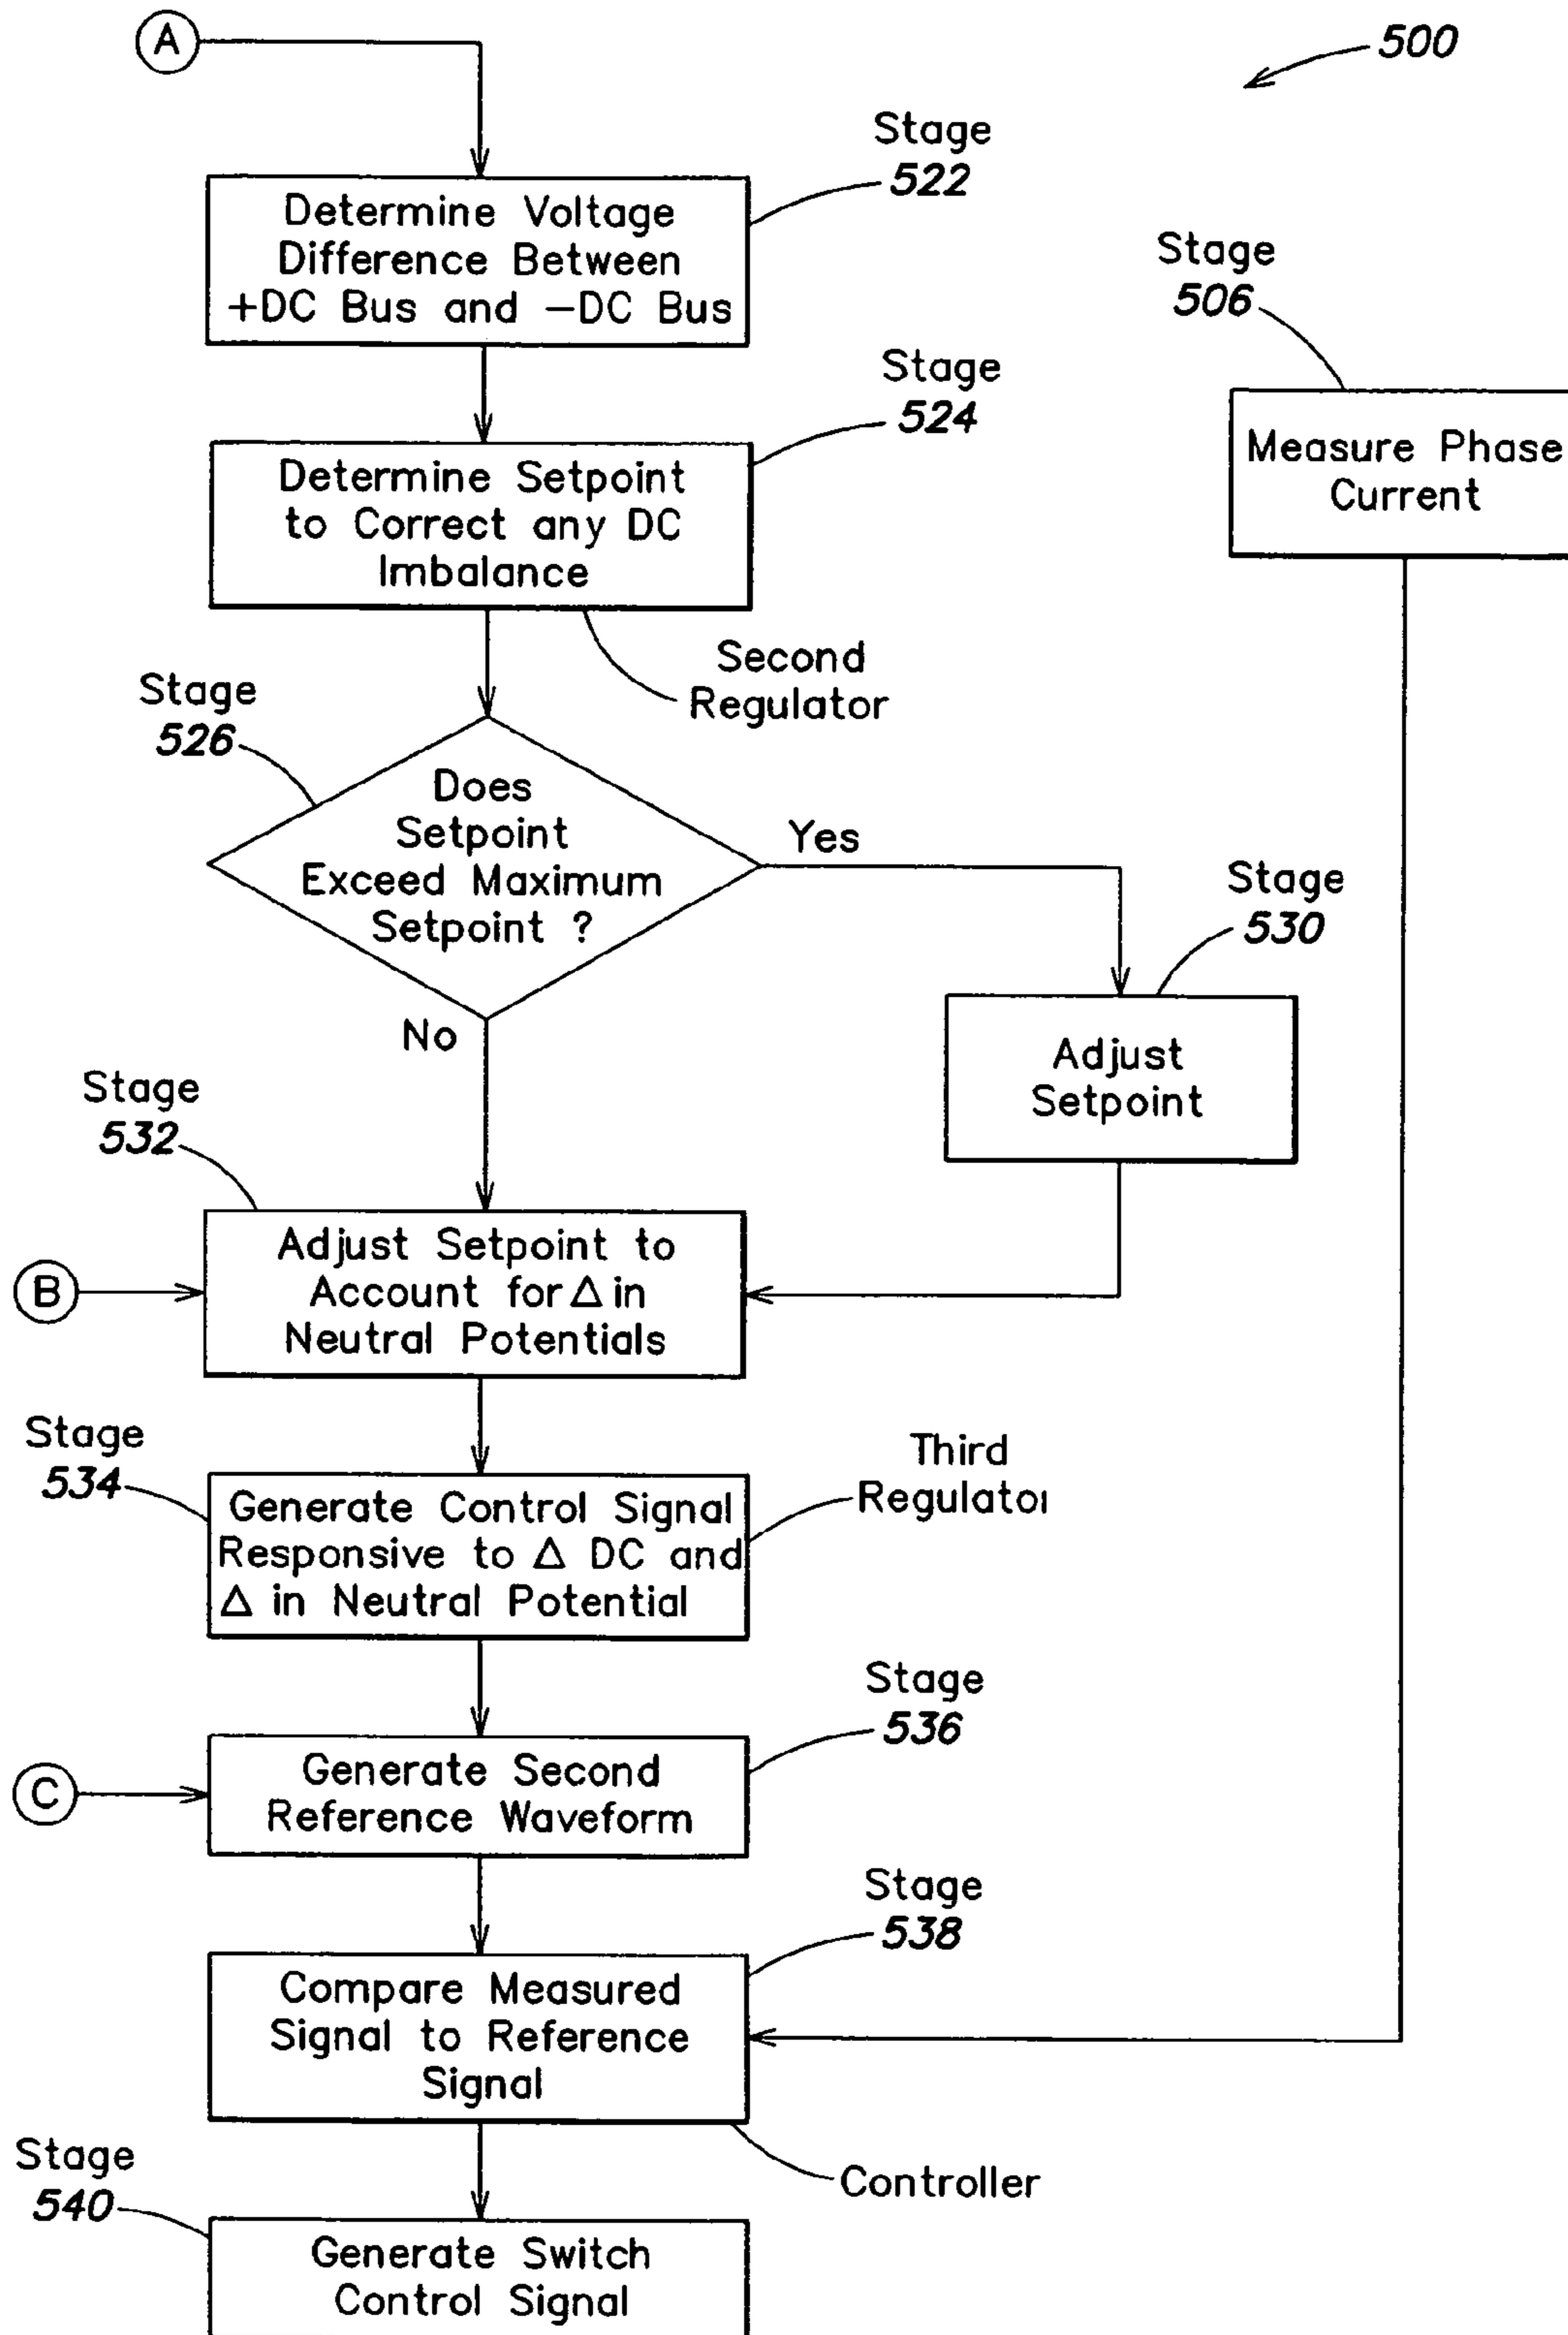 A
500
Stage
522
Determine Voltage
Difference Between
+DC Bus and −DC Bus
Stage
506
Measure Phase
Current
Stage
524
Determine Setpoint
to Correct any DC
Imbalance
Second
Regulator
Stage
526
Does
Setpoint
Exceed Maximum
Setpoint ?
Yes
No
Stage
530
Adjust
Setpoint
Stage
532
B
Adjust Setpoint to
Account for Δ in
Neutral Potentials
Stage
534
Generate Control Signal
Responsive to Δ DC and
Δ in Neutral Potential
Third
Regulator
Stage
536
C
Generate Second
Reference Waveform
Stage
538
Compare Measured
Signal to Reference
Signal
Controller
Stage
540
Generate Switch
Control Signal